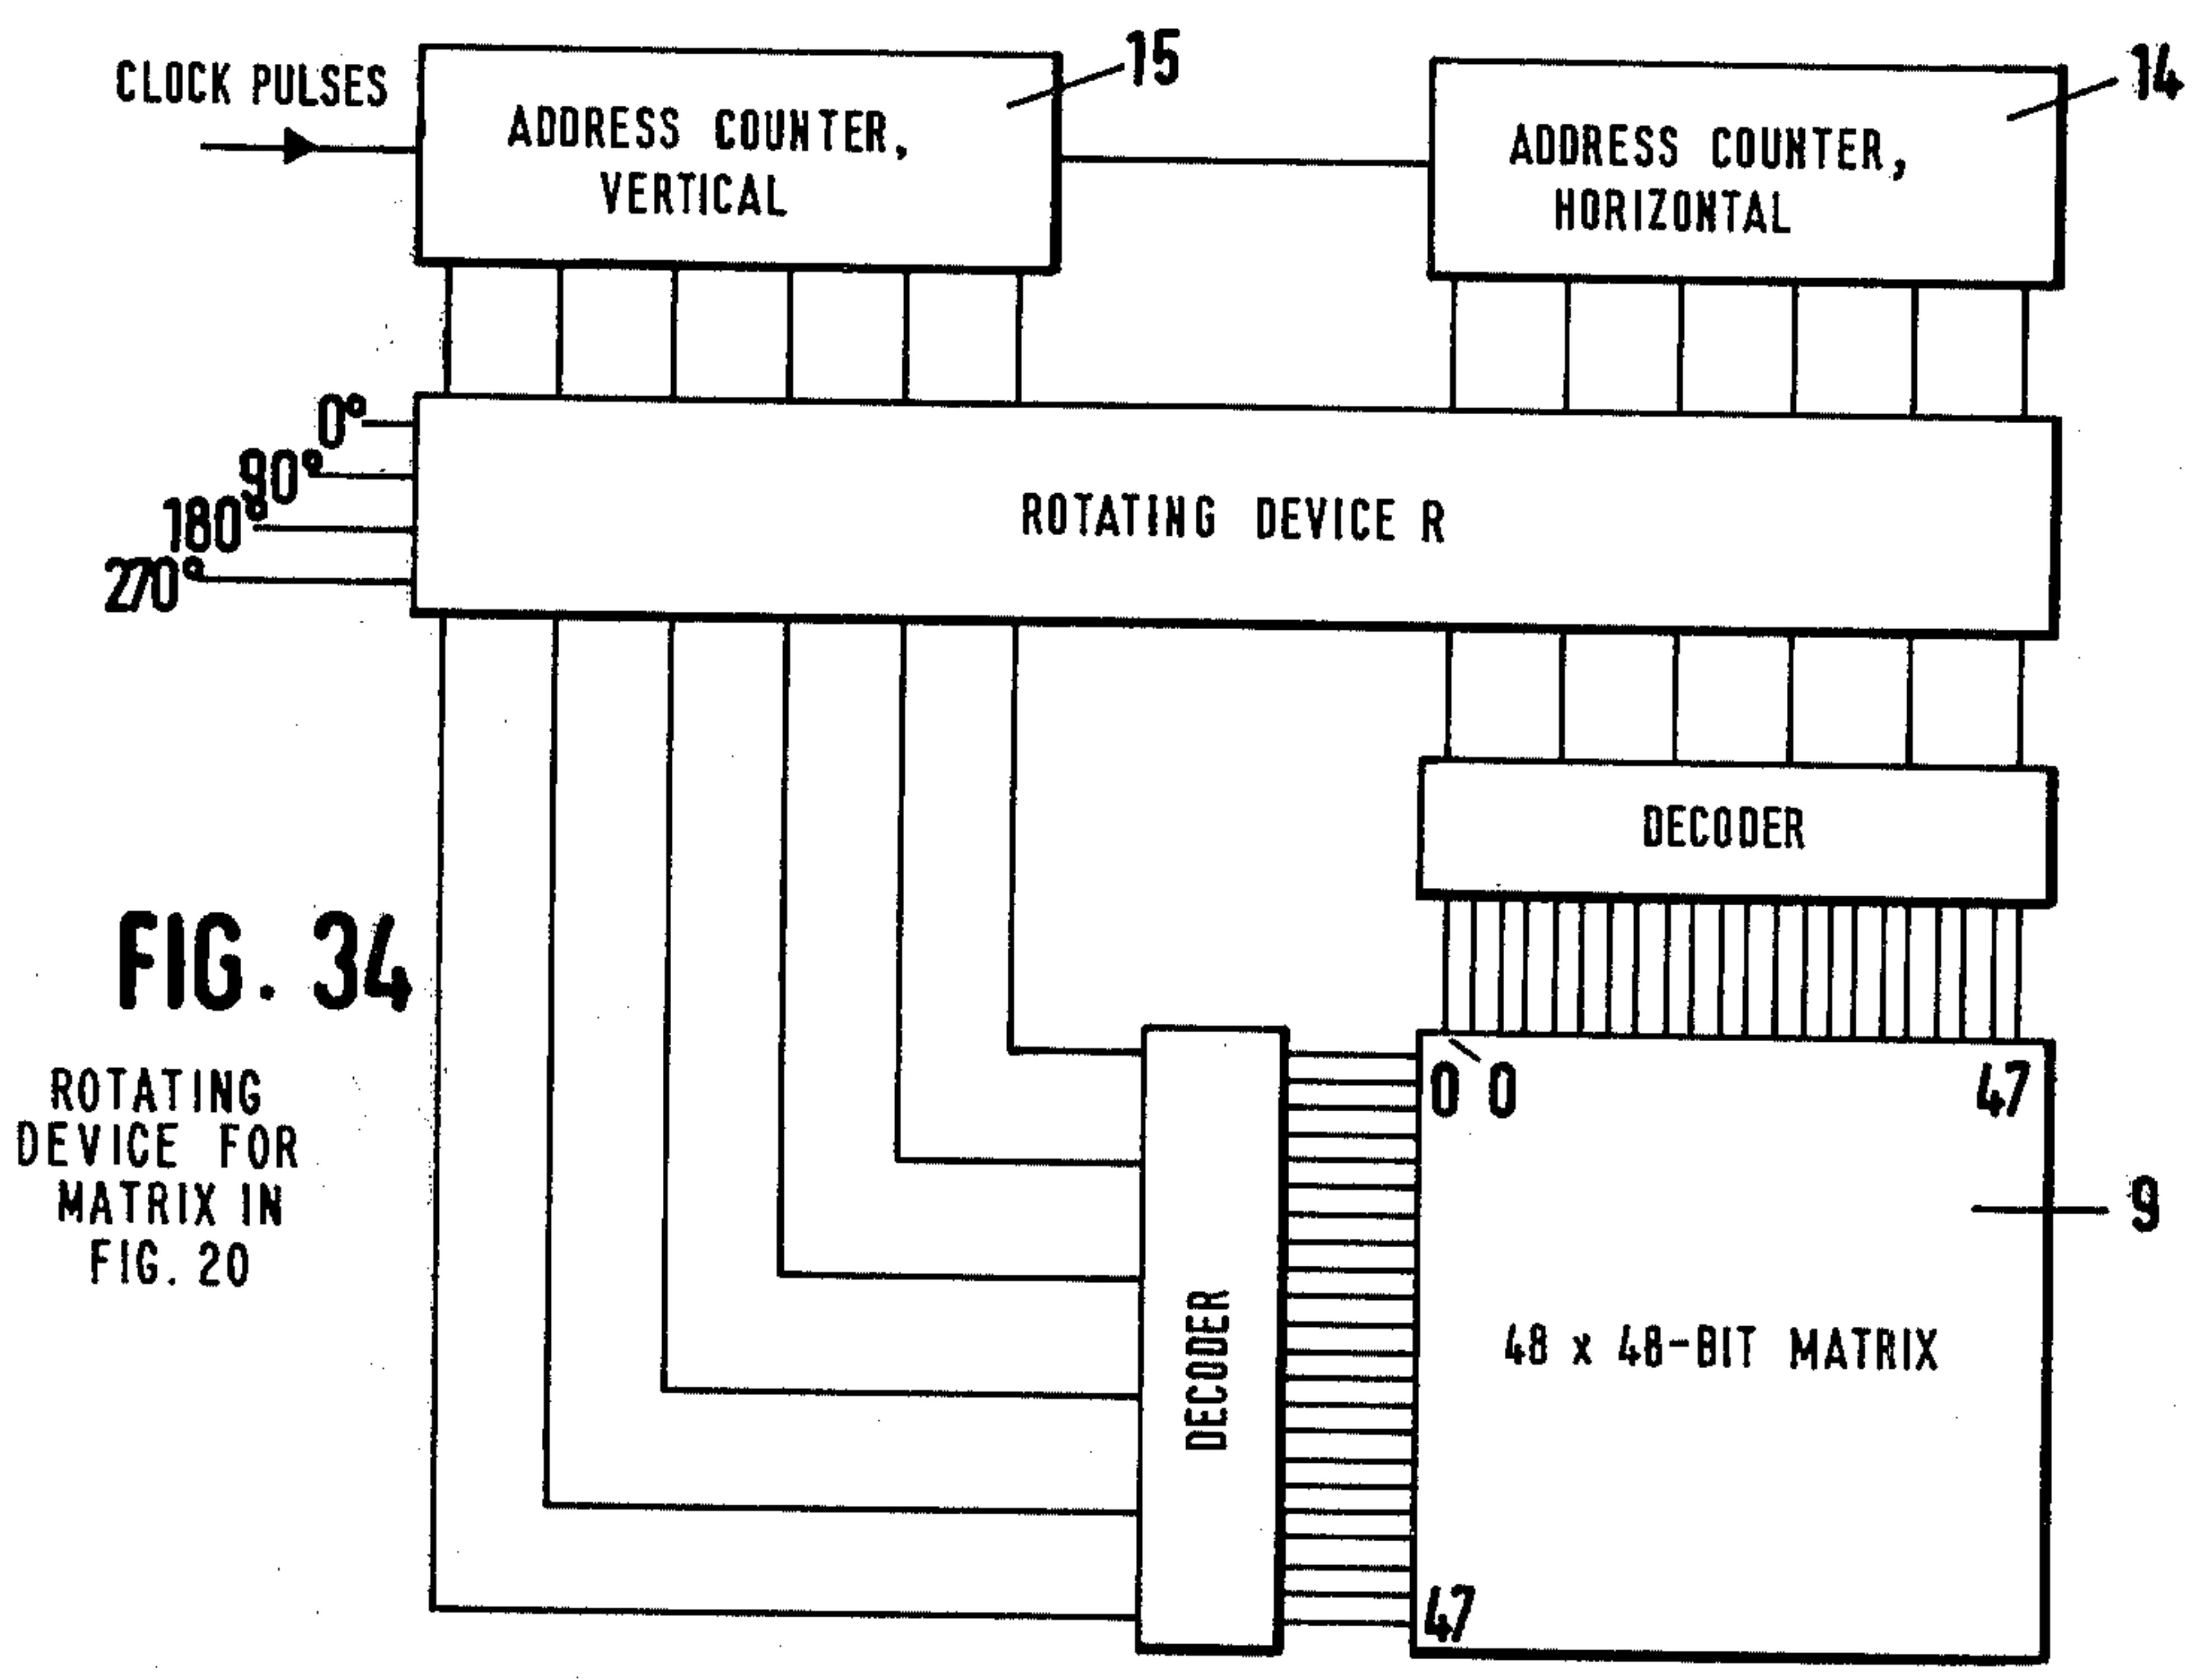 CLOCK PULSES
ADDRESS COUNTER,
VERTICAL
15
ADDRESS COUNTER,
HORIZONTAL
14
0°
90°
180°
270°
ROTATING DEVICE R
DECODER
FIG. 34
ROTATING
DEVICE FOR
MATRIX IN
FIG. 20
DECODER
0 0
47
9
48 x 48-BIT MATRIX
47